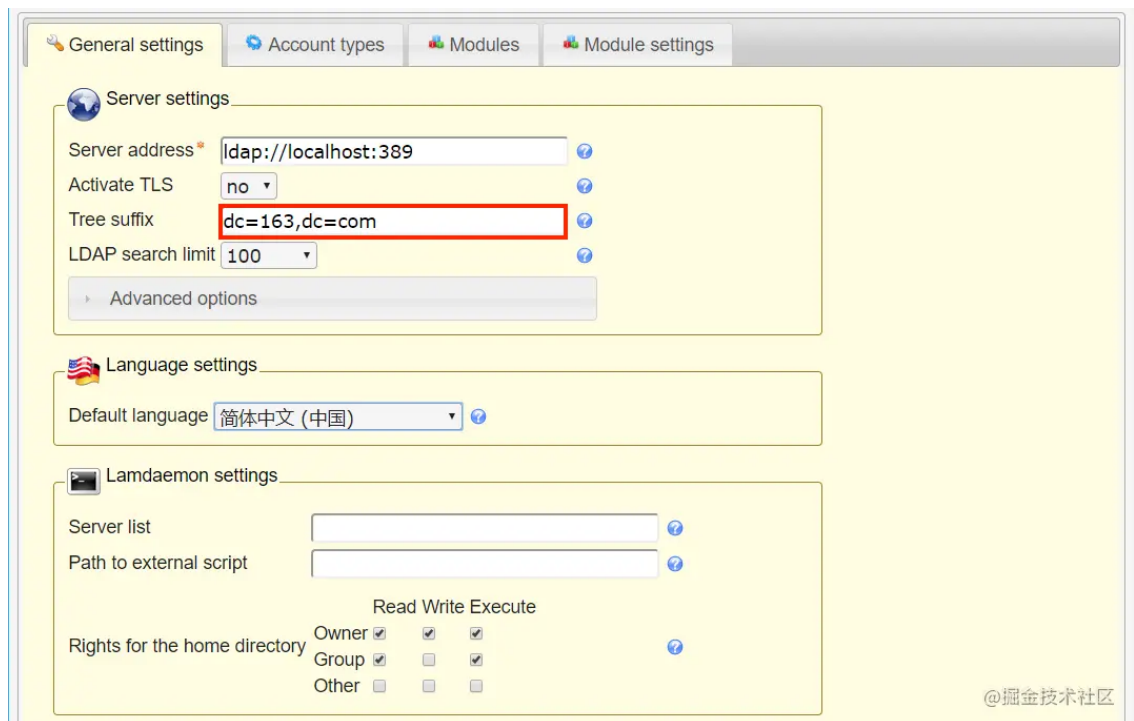 General settings
Account types
Modules
Module settings
Server settings
Server address*
ldap://localhost:389
Activate TLS
no
Tree suffix
dc=163,dc=com
LDAP search limit
100
Advanced options
Language settings
Default language
简体中文 (中国)
Lamdaemon settings
Server list
Path to external script
Read Write Execute
Rights for the home directory
Owner
Group
Other
@掘金技术社区